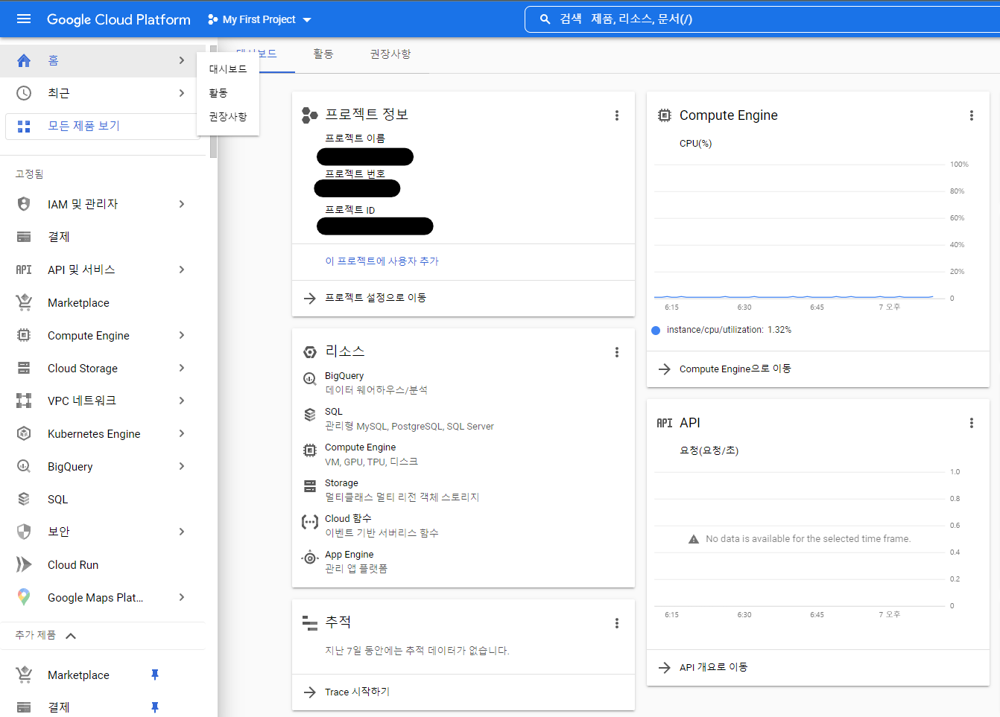 Google Cloud Platform
My First Project
검색 제품, 리소스, 문서(/)
홈
최근
모든 제품 보기
고정됨
IAM 및 관리자
결제
API 및 서비스
Marketplace
Compute Engine
Cloud Storage
VPC 네트워크
Kubernetes Engine
BigQuery
SQL
보안
Cloud Run
Google Maps Plat...
추가 제품
Marketplace
결제
대시보드
활동
권장사항
보드
활동
권장사항
프로젝트 정보
프로젝트 이름
프로젝트 번호
프로젝트 ID
이 프로젝트에 사용자 추가
프로젝트 설정으로 이동
리소스
BigQuery
데이터 웨어하우스/분석
SQL
관리형 MySQL, PostgreSQL, SQL Server
Compute Engine
VM, GPU, TPU, 디스크
Storage
멀티클래스 멀티 리전 객체 스토리지
Cloud 함수
이벤트 기반 서버리스 함수
App Engine
관리 앱 플랫폼
추적
지난 7일 동안에는 추적 데이터가 없습니다.
Trace 시작하기
Compute Engine
CPU(%)
100%
80%
60%
40%
20%
0
6:15 6:30 6:45 7 오후
instance/cpu/utilization: 1.32%
Compute Engine으로 이동
API API
요청(요청/초)
1.0
0.8
0.6
No data is available for the selected time frame.
0.4
0.2
0
6:15 6:30 6:45 7 오후
API 개요로 이동